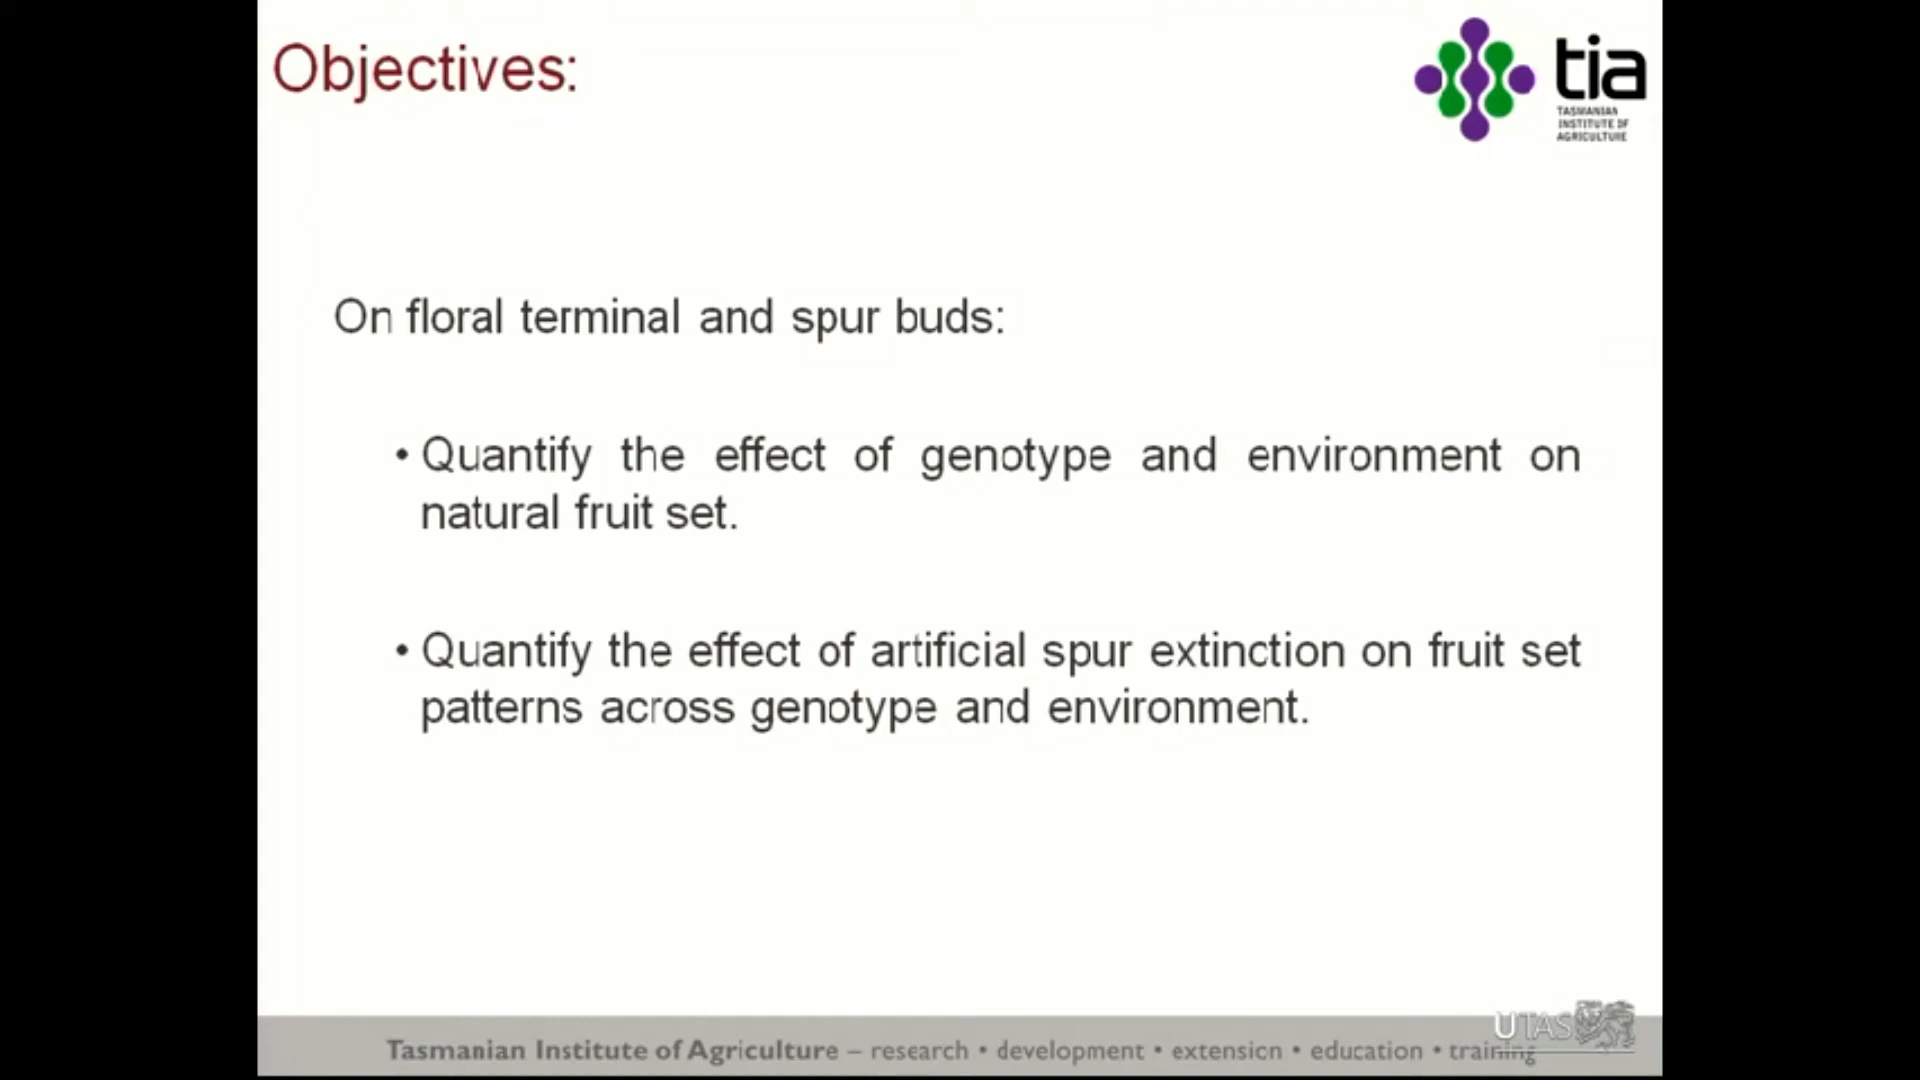 Objectives:
tia
TASMANIAN
INSTITUTE OF
AGRICULTURE
On floral terminal and spur buds:
• Quantify the effect of genotype and environment on
natural fruit set.
• Quantify the effect of artificial spur extinction on fruit set
patterns across genotype and environment.
UTAS
Tasmanian Institute of Agriculture – research • development • extension • education • training